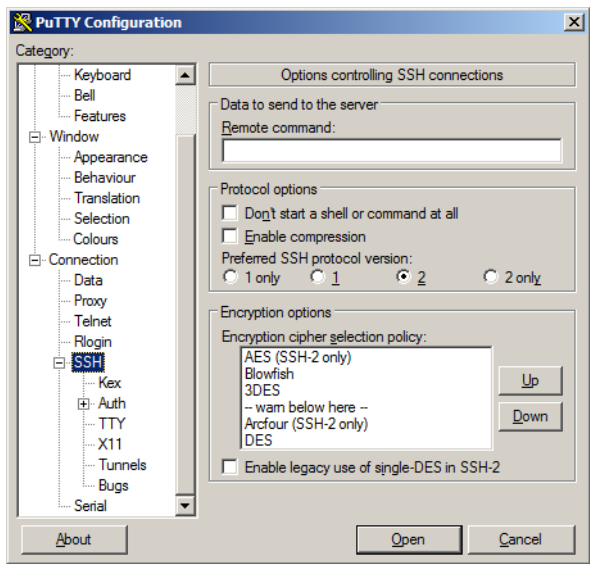 PuTTY Configuration
Category:
Keyboard
Bell
Features
Window
Appearance
Behaviour
Translation
Selection
Colours
Connection
Data
Proxy
Telnet
Rlogin
SSH
Kex
Auth
TTY
X11
Tunnels
Bugs
Serial
Options controlling SSH connections
Data to send to the server
Remote command:
Protocol options
Don't start a shell or command at all
Enable compression
Preferred SSH protocol version:
1 only 1 2 2 only
Encryption options
Encryption cipher selection policy:
AES (SSH-2 only)
Blowfish
3DES
-- warn below here --
Arcfour (SSH-2 only)
DES
Up
Down
Enable legacy use of single-DES in SSH-2
About Open Cancel